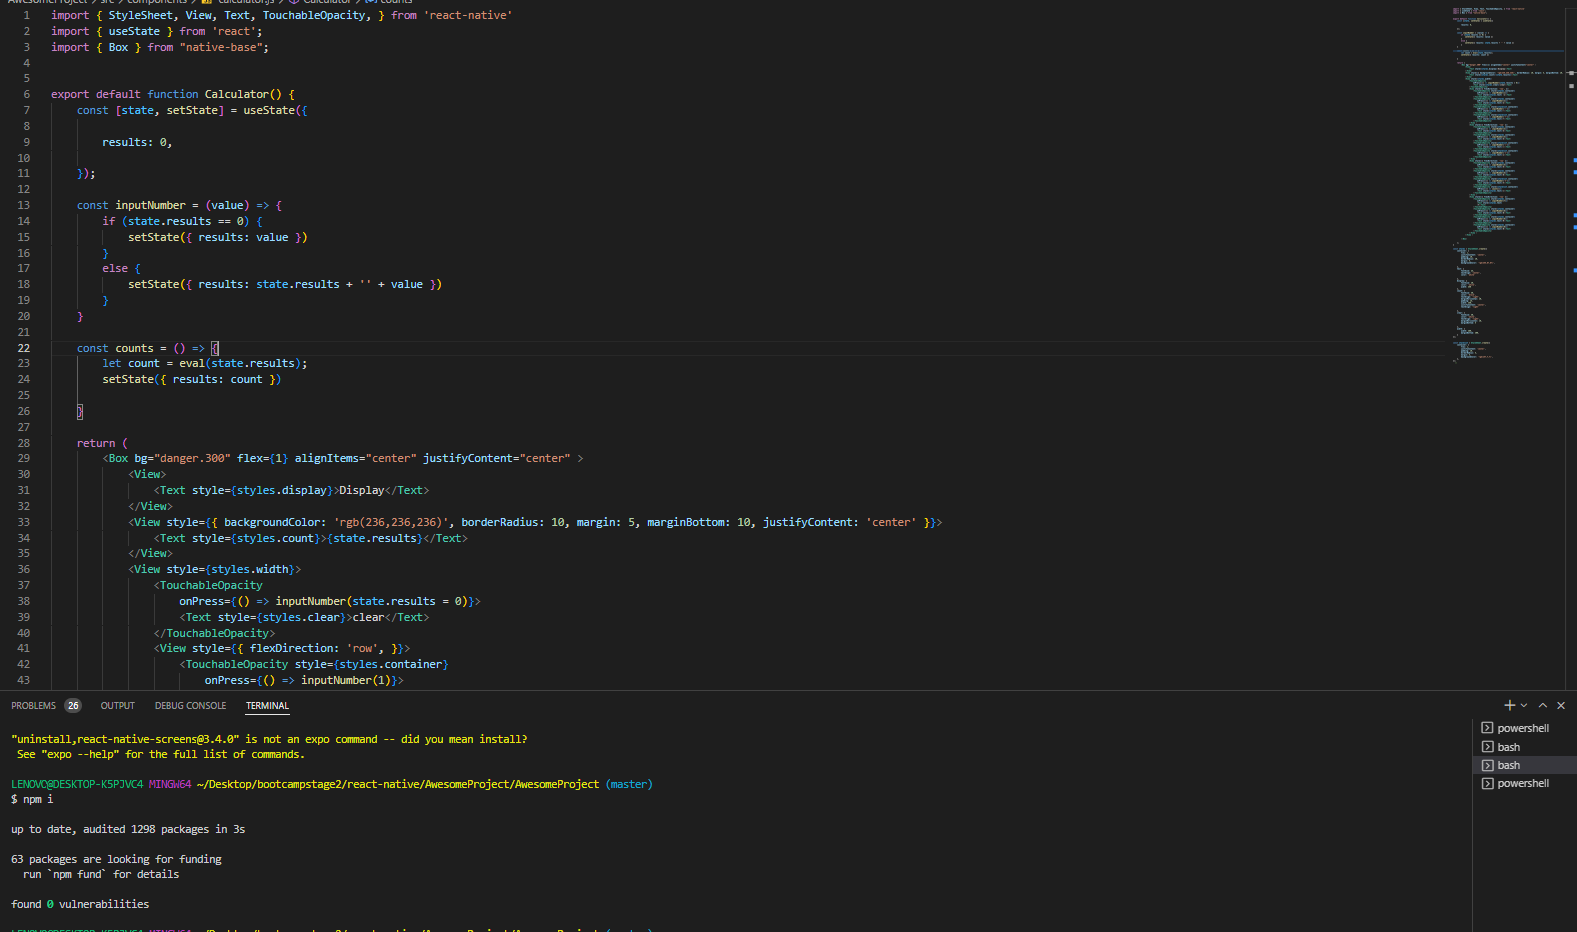 AwesomeProject > src > components > calculator.js > Calculator > counts
1 import { StyleSheet, View, Text, TouchableOpacity, } from 'react-native'
2 import { useState } from 'react';
3 import { Box } from "native-base";
4
5
6 export default function Calculator() {
7 const [state, setState] = useState({
8
9 results: 0,
10
11 });
12
13 const inputNumber = (value) => {
14 if (state.results == 0) {
15 setState({ results: value })
16 }
17 else {
18 setState({ results: state.results + '' + value })
19 }
20 }
21
22 const counts = () => {
23 let count = eval(state.results);
24 setState({ results: count })
25
26 }
27
28 return (
29 <Box bg="danger.300" flex={1} alignItems="center" justifyContent="center" >
30 <View>
31 <Text style={styles.display}>Display</Text>
32 </View>
33 <View style={{ backgroundColor: 'rgb(236,236,236)', borderRadius: 10, margin: 5, marginBottom: 10, justifyContent: 'center' }}>
34 <Text style={styles.count}>{state.results}</Text>
35 </View>
36 <View style={styles.width}>
37 <TouchableOpacity
38 onPress={() => inputNumber(state.results = 0)}>
39 <Text style={styles.clear}>clear</Text>
40 </TouchableOpacity>
41 <View style={{ flexDirection: 'row', }}>
42 <TouchableOpacity style={styles.container}
43 onPress={() => inputNumber(1)}>
PROBLEMS 26 OUTPUT DEBUG CONSOLE TERMINAL
"uninstall,react-native-screens@3.4.0" is not an expo command -- did you mean install?
See "expo --help" for the full list of commands.
LENOVO@DESKTOP-K5PJVC4 MINGW64 ~/Desktop/bootcampstage2/react-native/AwesomeProject/AwesomeProject (master)
$ npm i
up to date, audited 1298 packages in 3s
63 packages are looking for funding
run `npm fund` for details
found 0 vulnerabilities
LENOVO@DESKTOP-K5PJVC4 MINGW64 ~/Desktop/bootcampstage2/react-native/AwesomeProject/AwesomeProject (master)
powershell
bash
bash
powershell